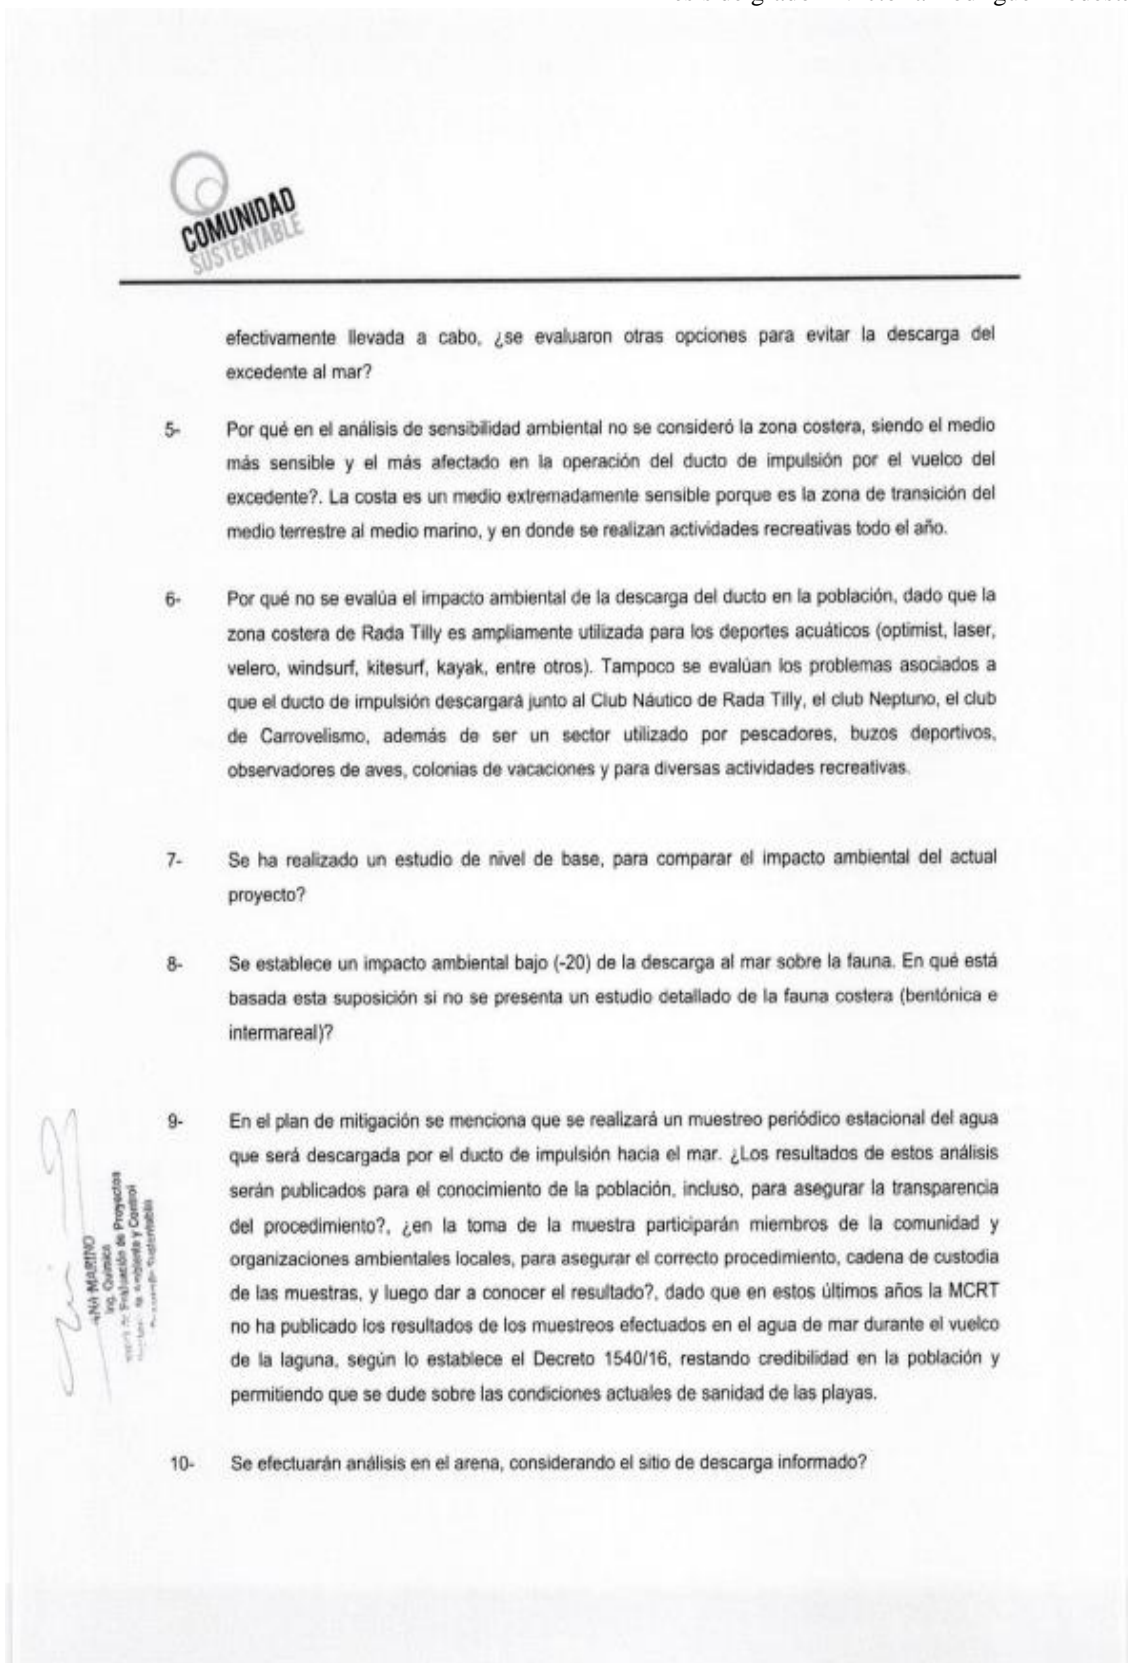 COMUNIDAD
SUSTENTABLE
efectivamente llevada a cabo, ¿se evaluaron otras opciones para evitar la descarga del
excedente al mar?
5- Por qué en el análisis de sensibilidad ambiental no se consideró la zona costera, siendo el medio
más sensible y el más afectado en la operación del ducto de impulsión por el vuelco del
excedente?. La costa es un medio extremadamente sensible porque es la zona de transición del
medio terrestre al medio marino, y en donde se realizan actividades recreativas todo el año.
6- Por qué no se evalúa el impacto ambiental de la descarga del ducto en la población, dado que la
zona costera de Rada Tilly es ampliamente utilizada para los deportes acuáticos (optimist, laser,
velero, windsurf, kitesurf, kayak, entre otros). Tampoco se evalúan los problemas asociados a
que el ducto de impulsión descargará junto al Club Náutico de Rada Tilly, el club Neptuno, el club
de Carrovelismo, además de ser un sector utilizado por pescadores, buzos deportivos,
observadores de aves, colonias de vacaciones y para diversas actividades recreativas.
7- Se ha realizado un estudio de nivel de base, para comparar el impacto ambiental del actual
proyecto?
8- Se establece un impacto ambiental bajo (-20) de la descarga al mar sobre la fauna. En qué está
basada esta suposición si no se presenta un estudio detallado de la fauna costera (bentónica e
intermareal)?
9- En el plan de mitigación se menciona que se realizará un muestreo periódico estacional del agua
que será descargada por el ducto de impulsión hacia el mar. ¿Los resultados de estos análisis
serán publicados para el conocimiento de la población, incluso, para asegurar la transparencia
del procedimiento?, ¿en la toma de la muestra participarán miembros de la comunidad y
organizaciones ambientales locales, para asegurar el correcto procedimiento, cadena de custodia
de las muestras, y luego dar a conocer el resultado?, dado que en estos últimos años la MCRT
no ha publicado los resultados de los muestreos efectuados en el agua de mar durante el vuelco
de la laguna, según lo establece el Decreto 1540/16, restando credibilidad en la población y
permitiendo que se dude sobre las condiciones actuales de sanidad de las playas.
10- Se efectuarán análisis en el arena, considerando el sitio de descarga informado?
MARINO
Ing. Química
de Evaluación de Proyectos
Ambiente y Control
Sustentable